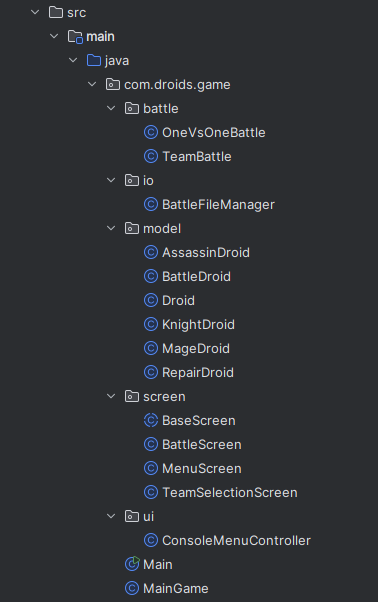 src
main
java
com.droids.game
battle
OneVsOneBattle
TeamBattle
io
BattleFileManager
model
AssassinDroid
BattleDroid
Droid
KnightDroid
MageDroid
RepairDroid
screen
BaseScreen
BattleScreen
MenuScreen
TeamSelectionScreen
ui
ConsoleMenuController
Main
MainGame